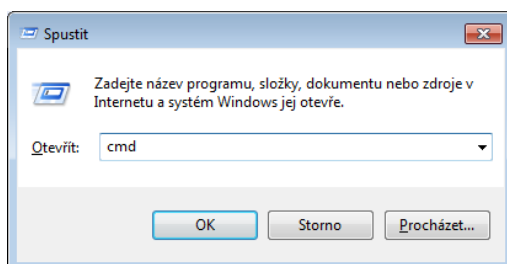 Spustit
Zadejte název programu, složky, dokumentu nebo zdroje v
Internetu a systém Windows jej otevře.
Otevřít: cmd
OK Storno Procházet...